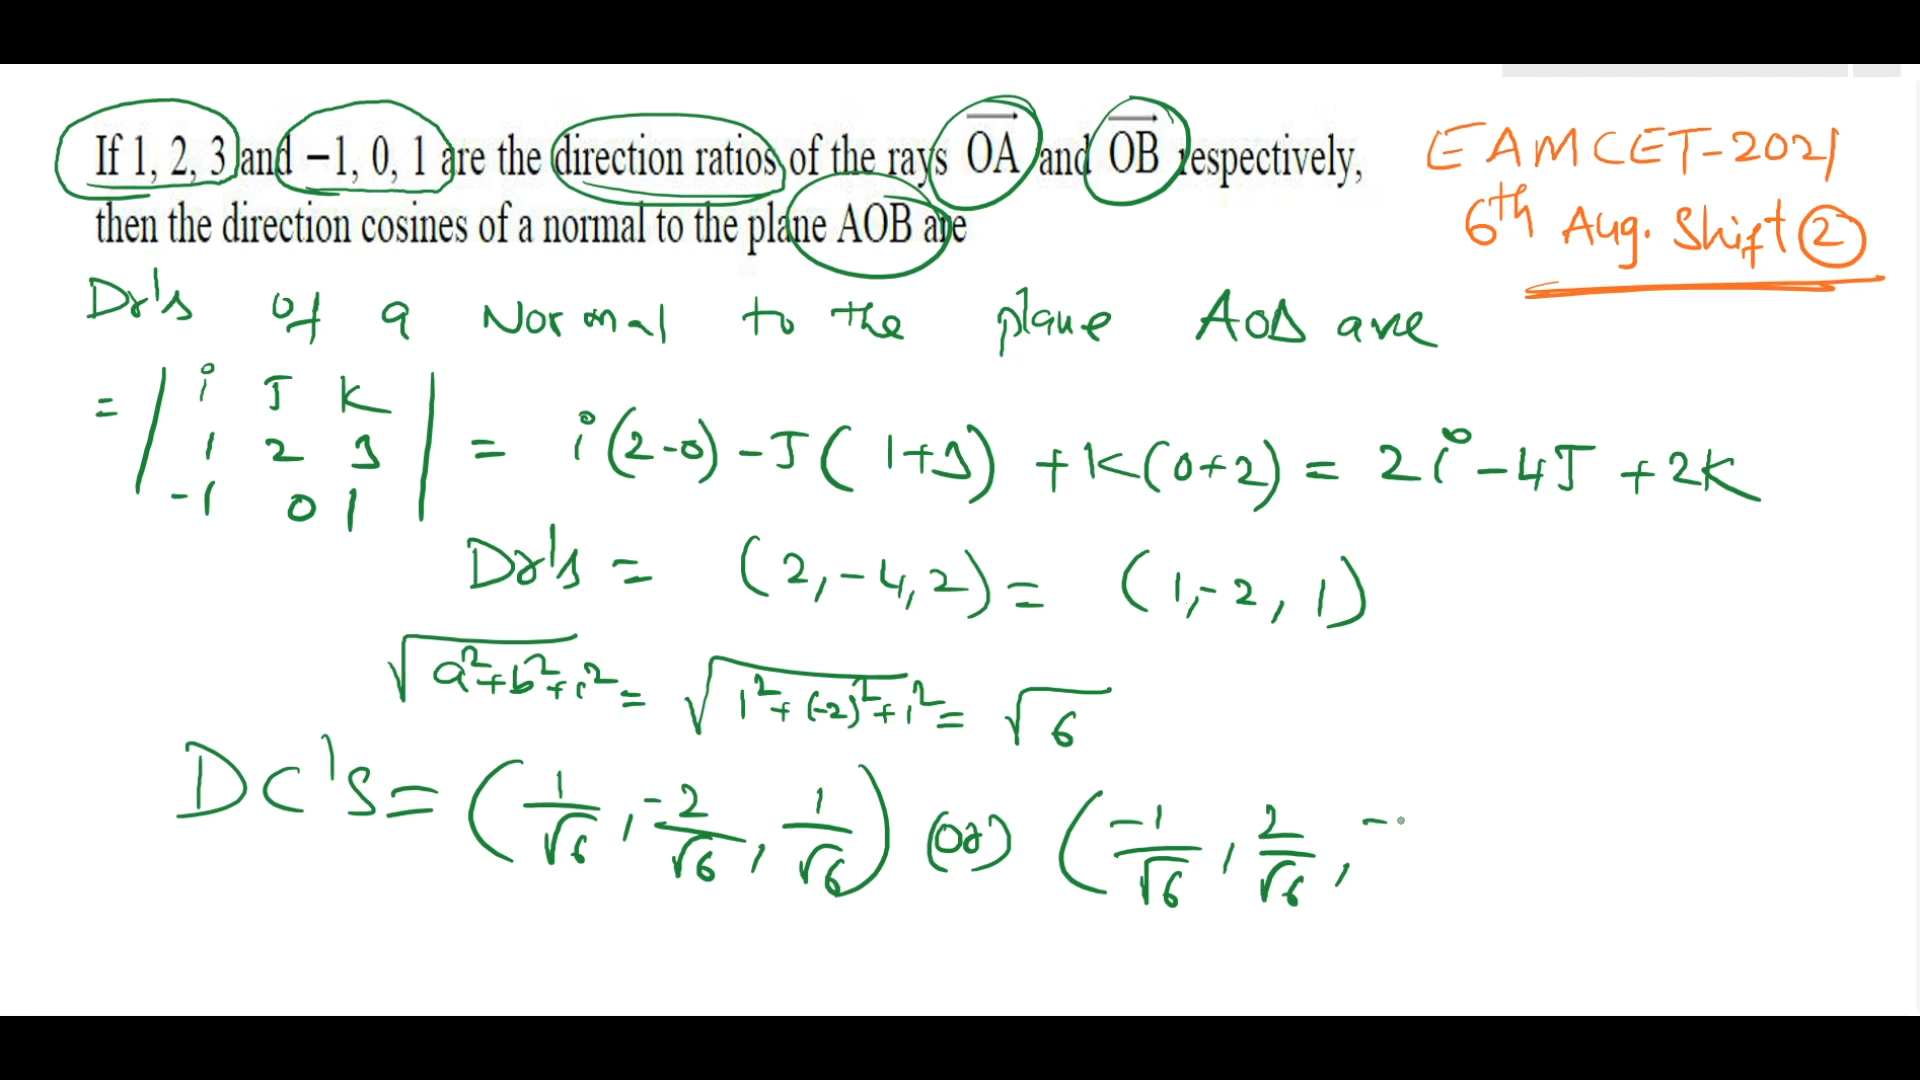 If 1, 2, 3 and −1, 0, 1 are the direction ratios of the rays OA and OB respectively,
then the direction cosines of a normal to the plane AOB are
EAMCET-2021
6th Aug. Shift 2
Dr's of a Normal to the plane AOB are
= | i J K |
1 2 3
-1 0 1
= i(2-0) - J(1+3) + K(0+2) = 2i - 4J + 2K
Dr's = (2, -4, 2) = (1, -2, 1)
√a²+b²+c² = √1²+(-2)²+1² = √6
DC's = (1/√6, -2/√6, 1/√6) (or) (-1/√6, 2/√6, -